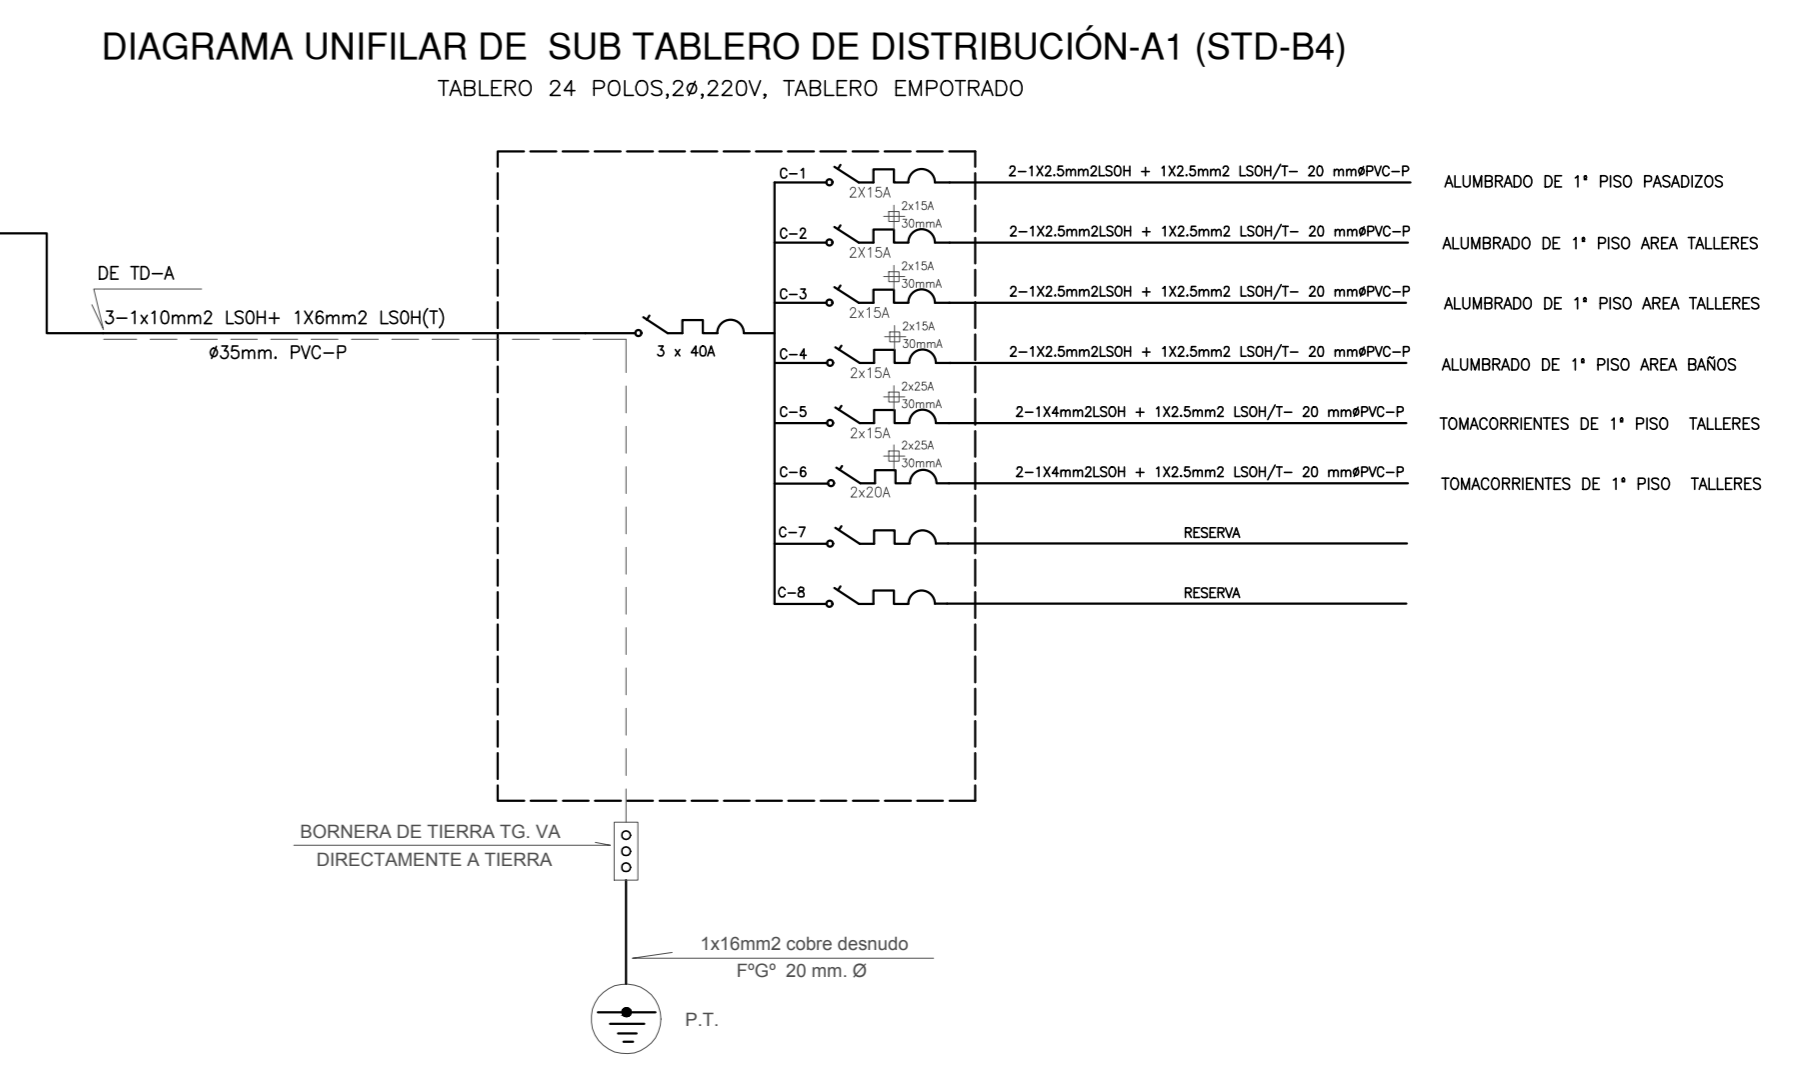 DIAGRAMA UNIFILAR DE SUB TABLERO DE DISTRIBUCIÓN-A1 (STD-B4)
TABLERO 24 POLOS,2ø,220V, TABLERO EMPOTRADO
DE TD-A
3-1x10mm2 LSOH+ 1X6mm2 LSOH(T)
ø35mm. PVC-P
3 x 40A
C-1
2X15A
2-1X2.5mm2LSOH + 1X2.5mm2 LSOH/T- 20 mmøPVC-P
ALUMBRADO DE 1ª PISO PASADIZOS
2x15A
30mmA
C-2
2X15A
2-1X2.5mm2LSOH + 1X2.5mm2 LSOH/T- 20 mmøPVC-P
ALUMBRADO DE 1ª PISO AREA TALLERES
2x15A
30mmA
C-3
2x15A
2-1X2.5mm2LSOH + 1X2.5mm2 LSOH/T- 20 mmøPVC-P
ALUMBRADO DE 1ª PISO AREA TALLERES
2x15A
30mmA
C-4
2x15A
2-1X2.5mm2LSOH + 1X2.5mm2 LSOH/T- 20 mmøPVC-P
ALUMBRADO DE 1ª PISO AREA BAÑOS
2x25A
30mmA
C-5
2x15A
2-1X4mm2LSOH + 1X2.5mm2 LSOH/T- 20 mmøPVC-P
TOMACORRIENTES DE 1ª PISO TALLERES
2x25A
30mmA
C-6
2x20A
2-1X4mm2LSOH + 1X2.5mm2 LSOH/T- 20 mmøPVC-P
TOMACORRIENTES DE 1ª PISO TALLERES
C-7
RESERVA
C-8
RESERVA
BORNERA DE TIERRA TG. VA
DIRECTAMENTE A TIERRA
1x16mm2 cobre desnudo
FºGº 20 mm. Ø
P.T.